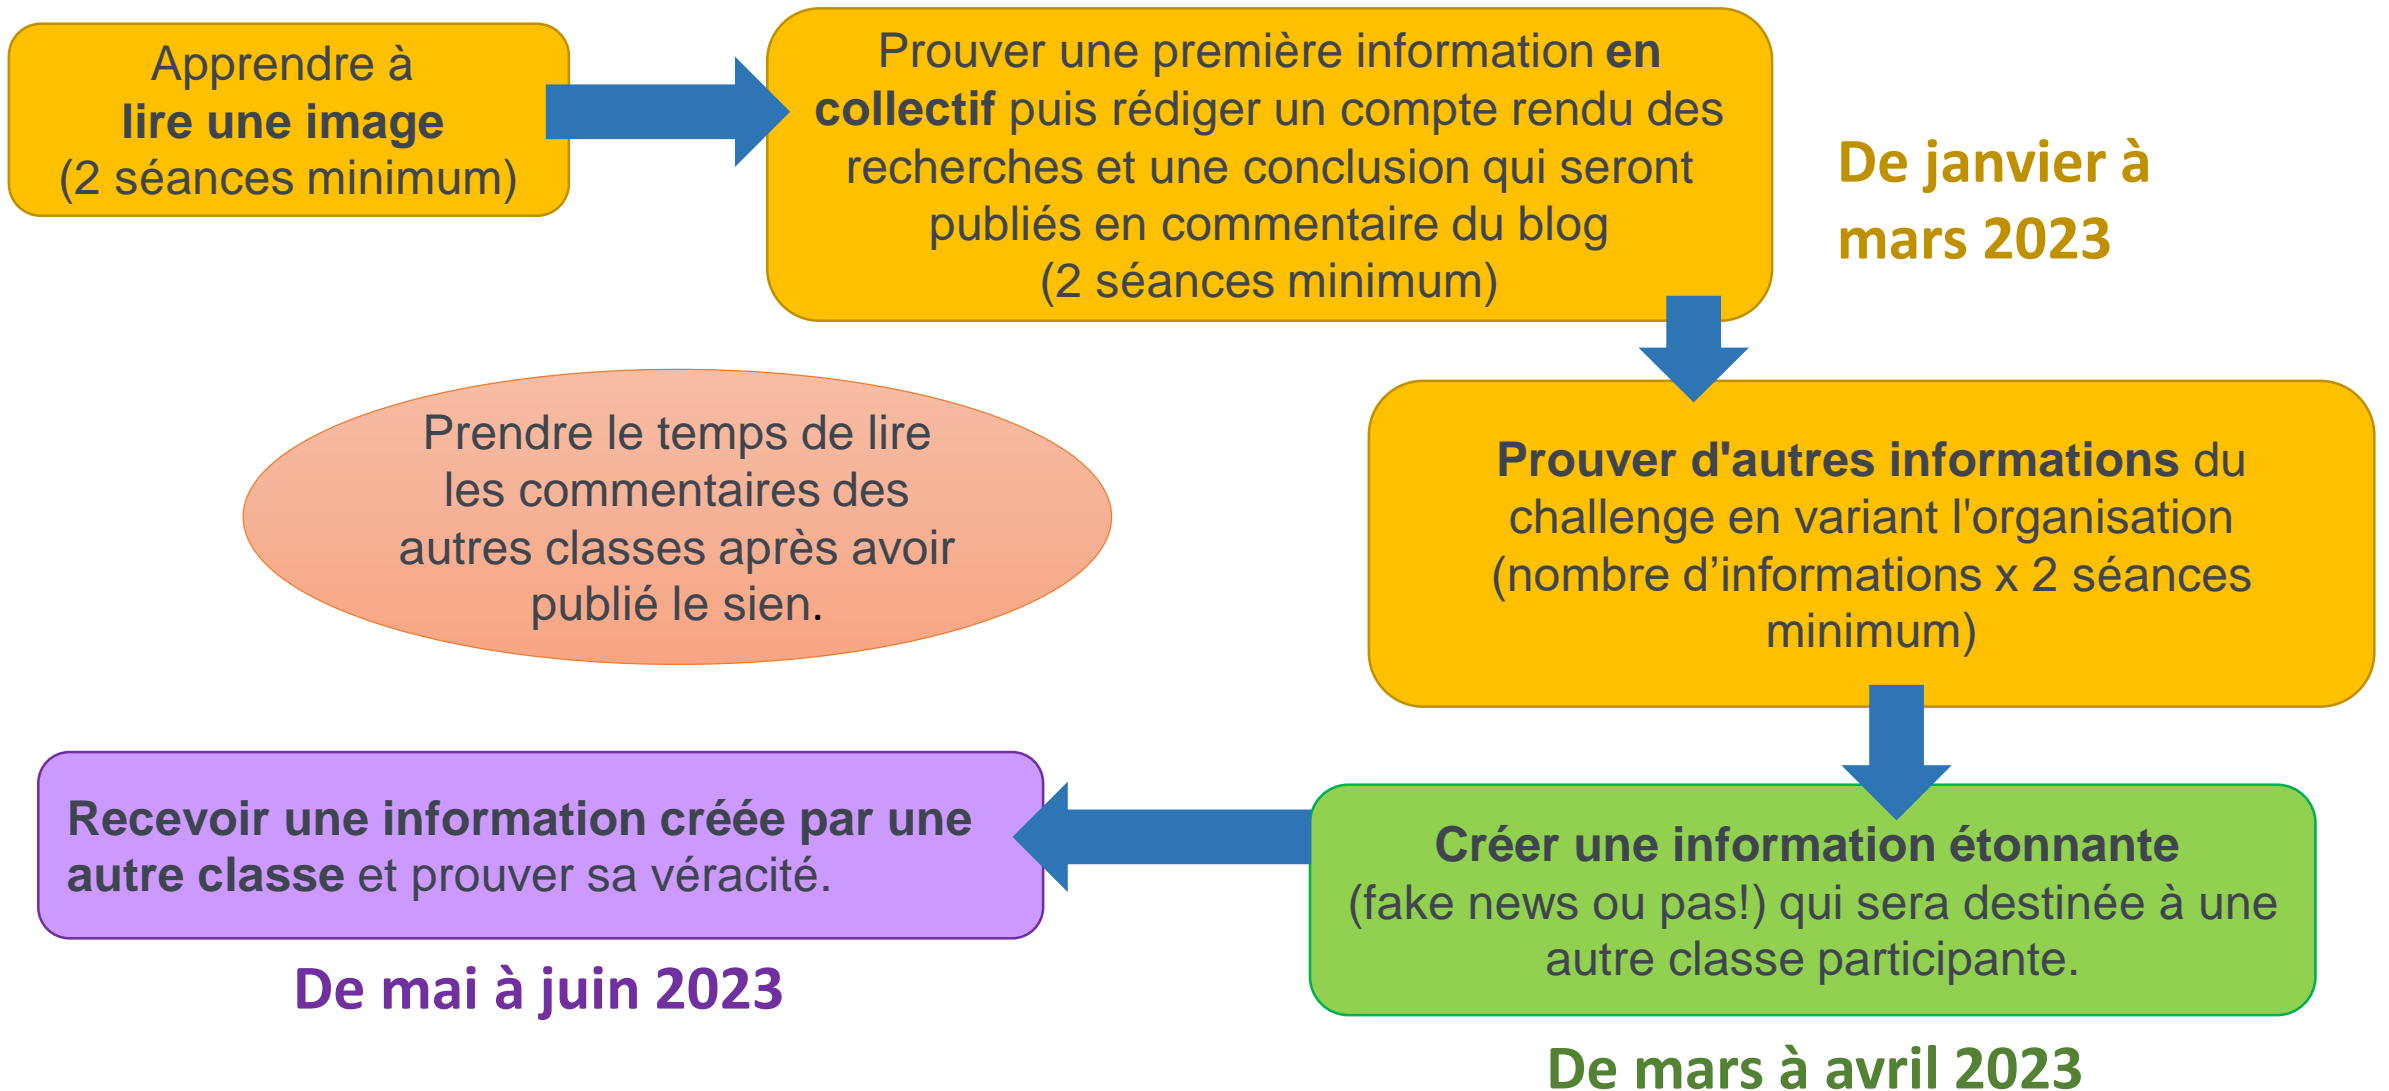 Apprendre à
lire une image
(2 séances minimum)
Prouver une première information en
collectif puis rédiger un compte rendu des
recherches et une conclusion qui seront
publiés en commentaire du blog
(2 séances minimum)
De janvier à
mars 2023
Prendre le temps de lire
les commentaires des
autres classes après avoir
publié le sien.
Prouver d'autres informations du
challenge en variant l'organisation
(nombre d’informations x 2 séances
minimum)
Recevoir une information créée par une
autre classe et prouver sa véracité.
De mai à juin 2023
Créer une information étonnante
(fake news ou pas!) qui sera destinée à une
autre classe participante.
De mars à avril 2023